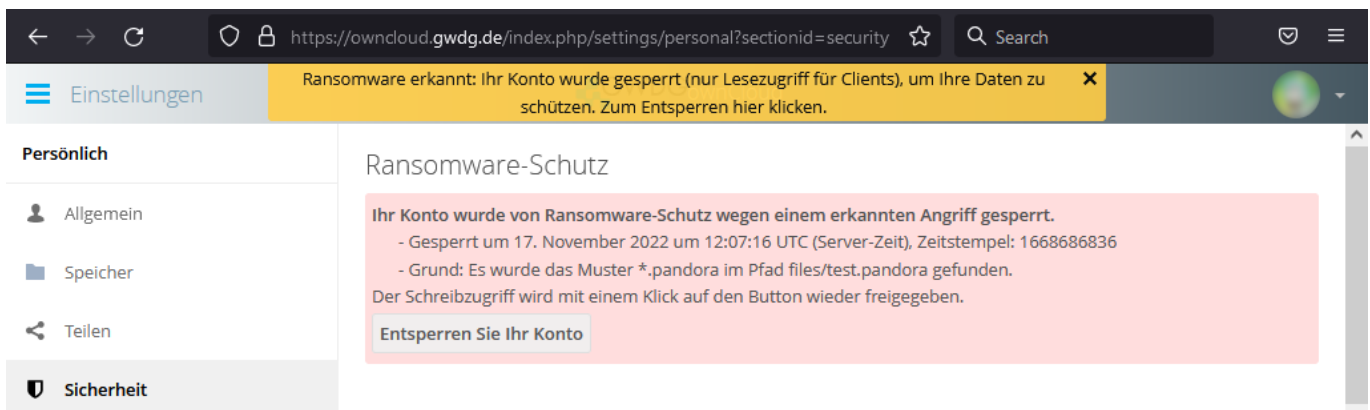 https://owncloud.gwdg.de/index.php/settings/personal?sectionid=security
Search
Einstellungen
Ransomware erkannt: Ihr Konto wurde gesperrt (nur Lesezugriff für Clients), um Ihre Daten zu
schützen. Zum Entsperren hier klicken.
Persönlich
Allgemein
Speicher
Teilen
Sicherheit
Ransomware-Schutz
Ihr Konto wurde von Ransomware-Schutz wegen einem erkannten Angriff gesperrt.
- Gesperrt um 17. November 2022 um 12:07:16 UTC (Server-Zeit), Zeitstempel: 1668686836
- Grund: Es wurde das Muster *.pandora im Pfad files/test.pandora gefunden.
Der Schreibzugriff wird mit einem Klick auf den Button wieder freigegeben.
Entsperren Sie Ihr Konto